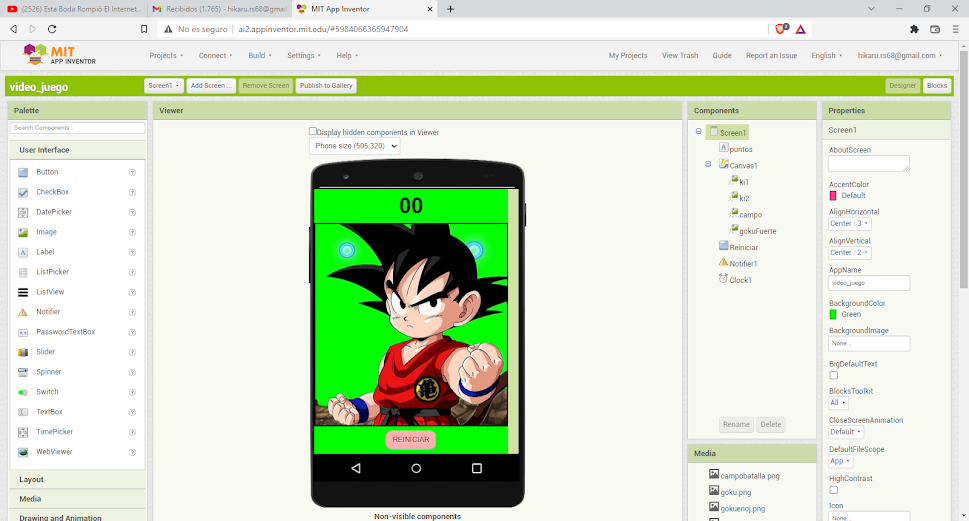 (2526) Esta Boda Rompió El Internet...
Recibidos (1.765) - hikaru.rs68@gmail
MIT App Inventor
No es seguro
ai2.appinventor.mit.edu/#5984066365947904
2
MIT
APP INVENTOR
Projects
Connect
Build
Settings
Help
My Projects
View Trash
Guide
Report an Issue
English
hikaru.rs68@gmail.com
video_juego
Screen1
Add Screen ...
Remove Screen
Publish to Gallery
Designer
Blocks
Palette
Search Components...
User Interface
Button
CheckBox
DatePicker
Image
Label
ListPicker
ListView
Notifier
PasswordTextBox
Slider
Spinner
Switch
TextBox
TimePicker
WebViewer
Layout
Media
Drawing and Animation
Viewer
Display hidden components in Viewer
Phone size (505,320)
00
亀
REINICIAR
Non-visible components
Components
Screen1
puntos
Canvas1
ki1
ki2
campo
gokuFuerte
Reiniciar
Notifier1
Clock1
Rename
Delete
Media
campobatalla.png
goku.png
gokuenoj.png
Properties
Screen1
AboutScreen
AccentColor
Default
AlignHorizontal
Center : 3
AlignVertical
Center : 2
AppName
video_juego
BackgroundColor
Green
BackgroundImage
None...
BigDefaultText
BlocksToolkit
All
CloseScreenAnimation
Default
DefaultFileScope
App
HighContrast
Icon
None...